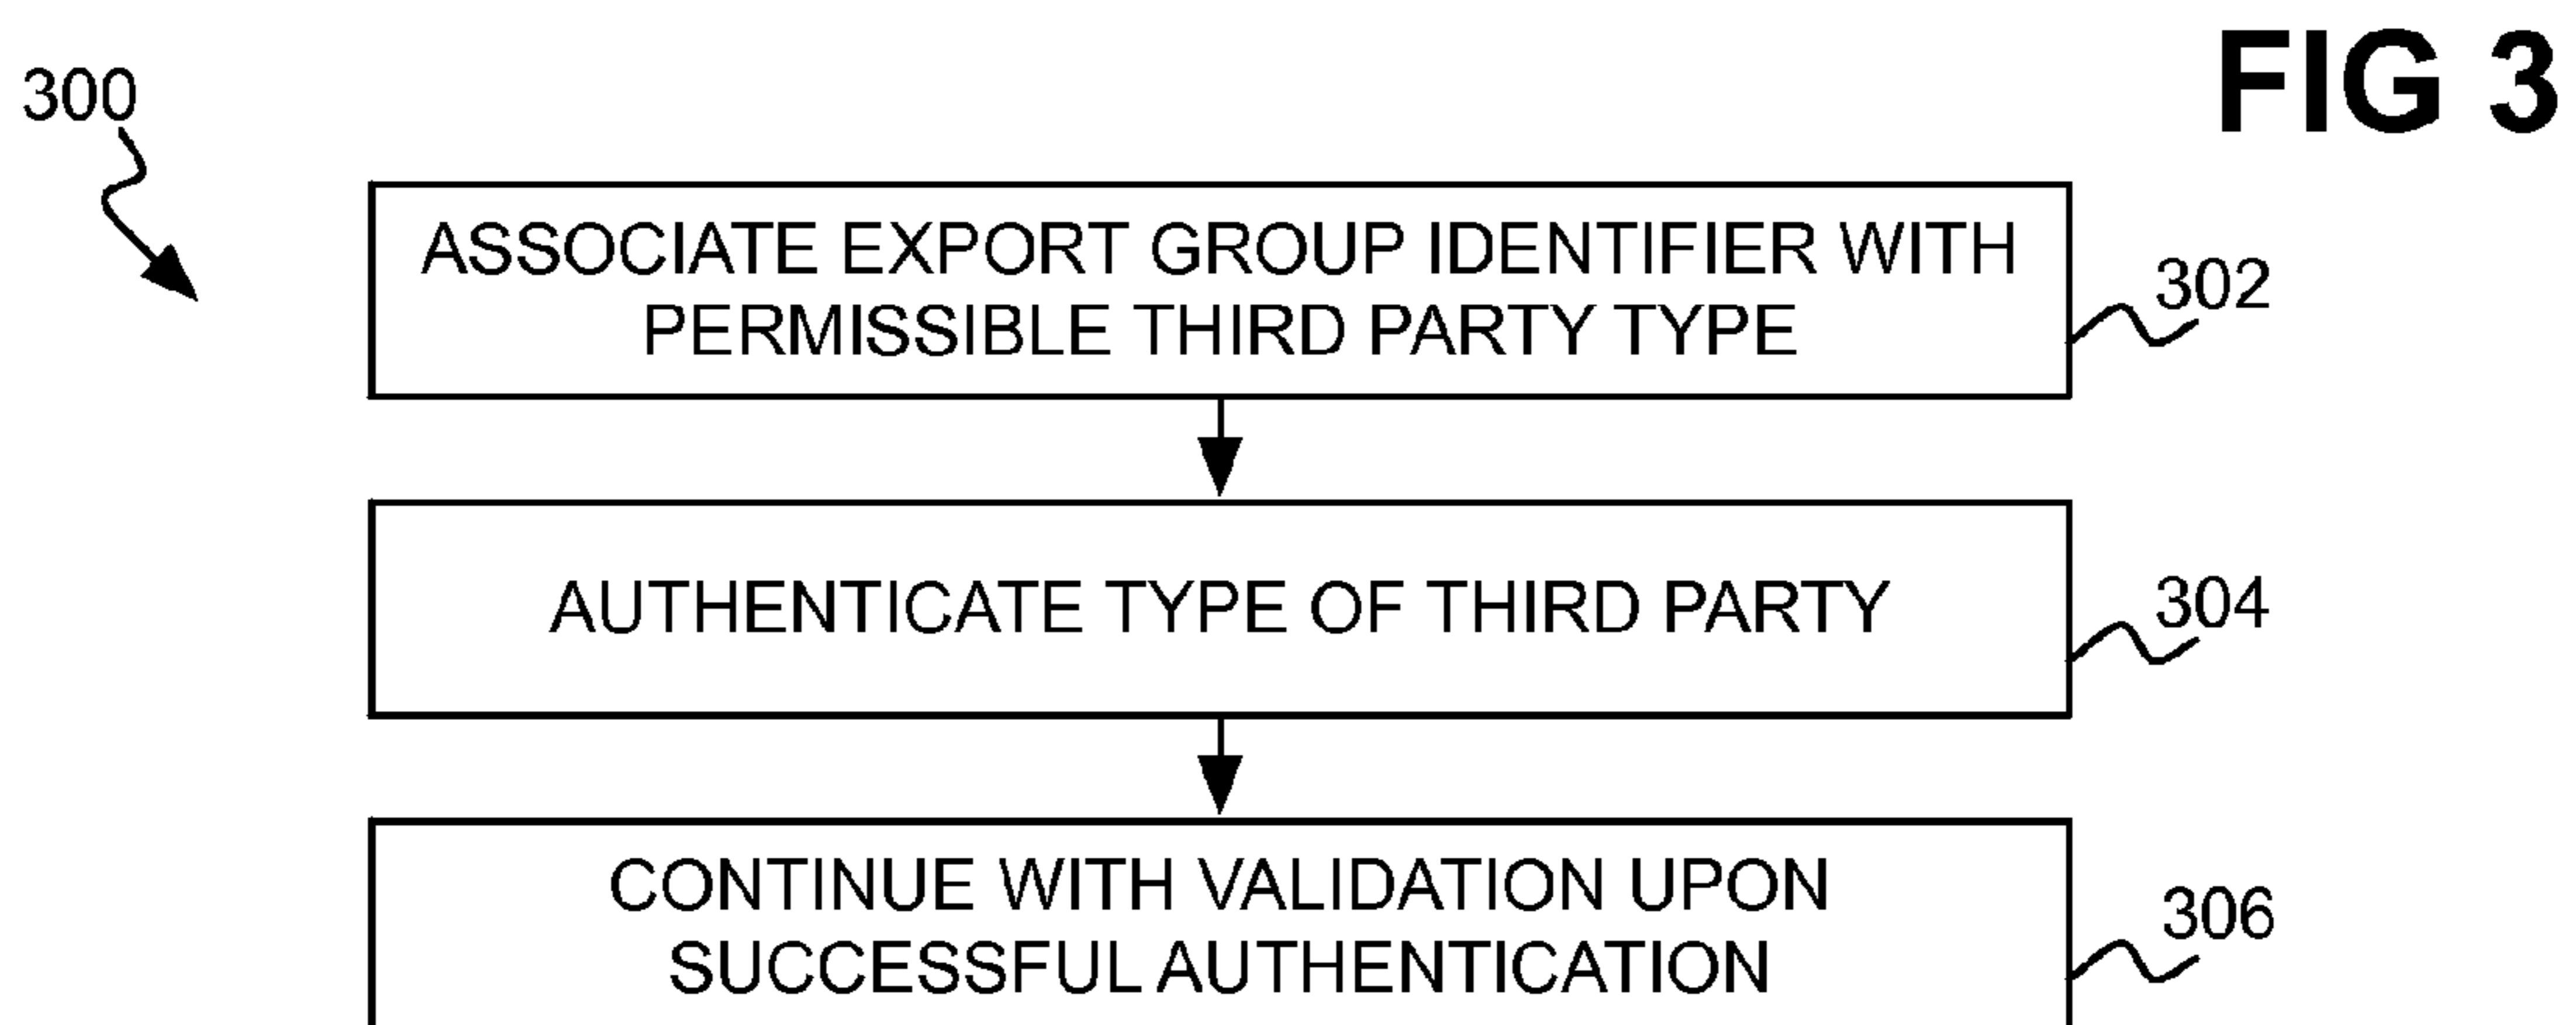 FIG 3
300
ASSOCIATE EXPORT GROUP IDENTIFIER WITH
PERMISSIBLE THIRD PARTY TYPE
302
AUTHENTICATE TYPE OF THIRD PARTY
304
CONTINUE WITH VALIDATION UPON
SUCCESSFUL AUTHENTICATION
306